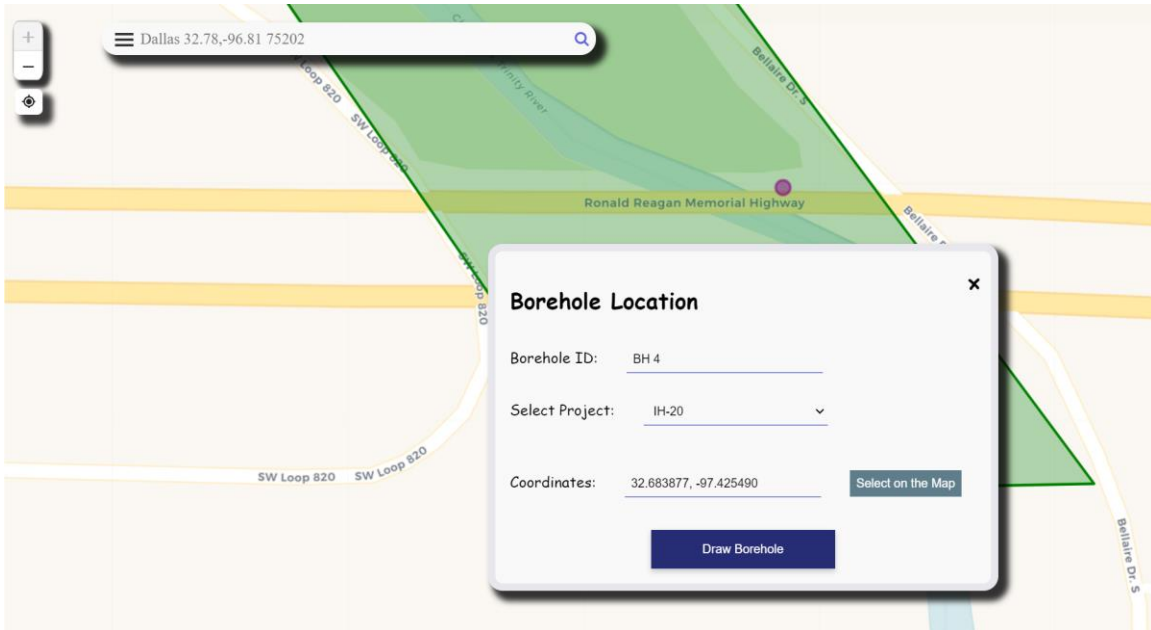 +
−
Dallas 32.78,-96.81 75202
Trinity River
Bellaire Dr. S
Loop 820
SW Loop 820
Ronald Reagan Memorial Highway
Bellaire
SW Loop 820
Borehole Location
×
Borehole ID:
BH 4
Select Project:
IH-20
SW Loop 820
SW Loop 820
Coordinates:
32.683877, -97.425490
Select on the Map
Draw Borehole
Bellaire Dr. S